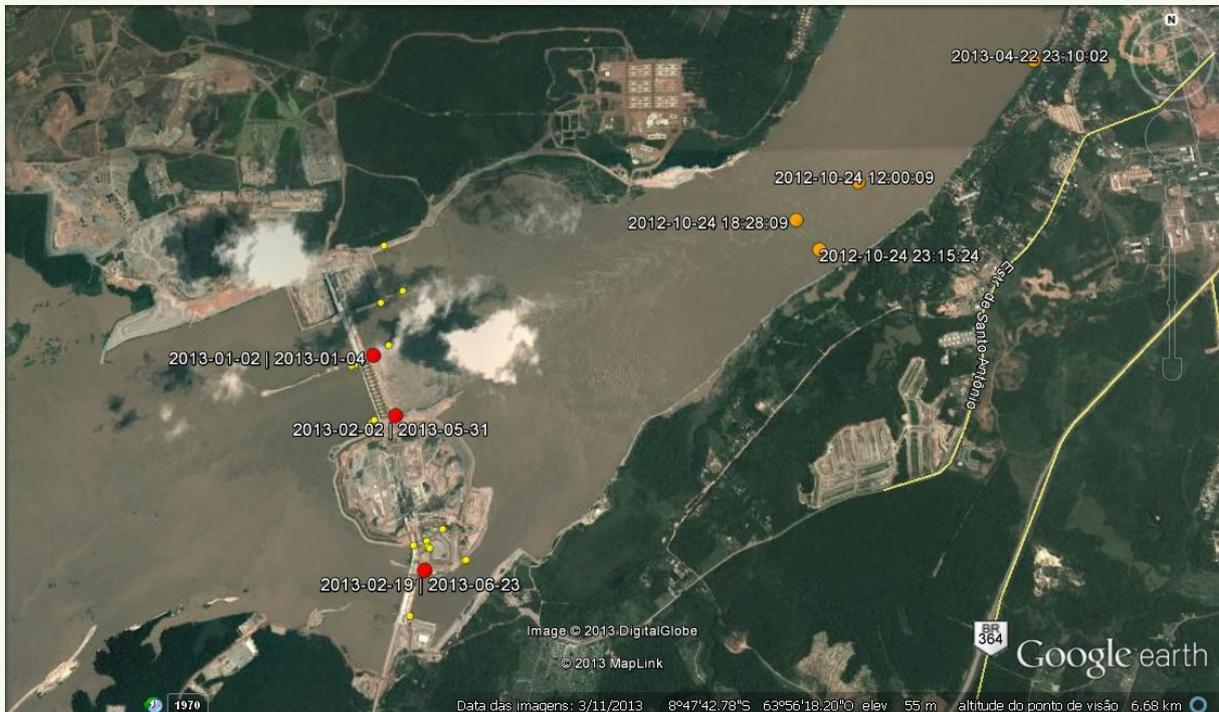 N
2013-04-22 23:10:02
2012-10-24 12:00:09
2012-10-24 18:28:09
2012-10-24 23:15:24
Estr. de Santo Antônio
2013-01-02 | 2013-01-04
2013-02-02 | 2013-05-31
2013-02-19 | 2013-06-23
Image © 2013 DigitalGlobe
© 2013 MapLink
BR
364
Google earth
1970
Data das imagens: 3/11/2013 8°47'42.78"S 63°56'18.20"O elev 55 m altitude do ponto de visão 6.68 km